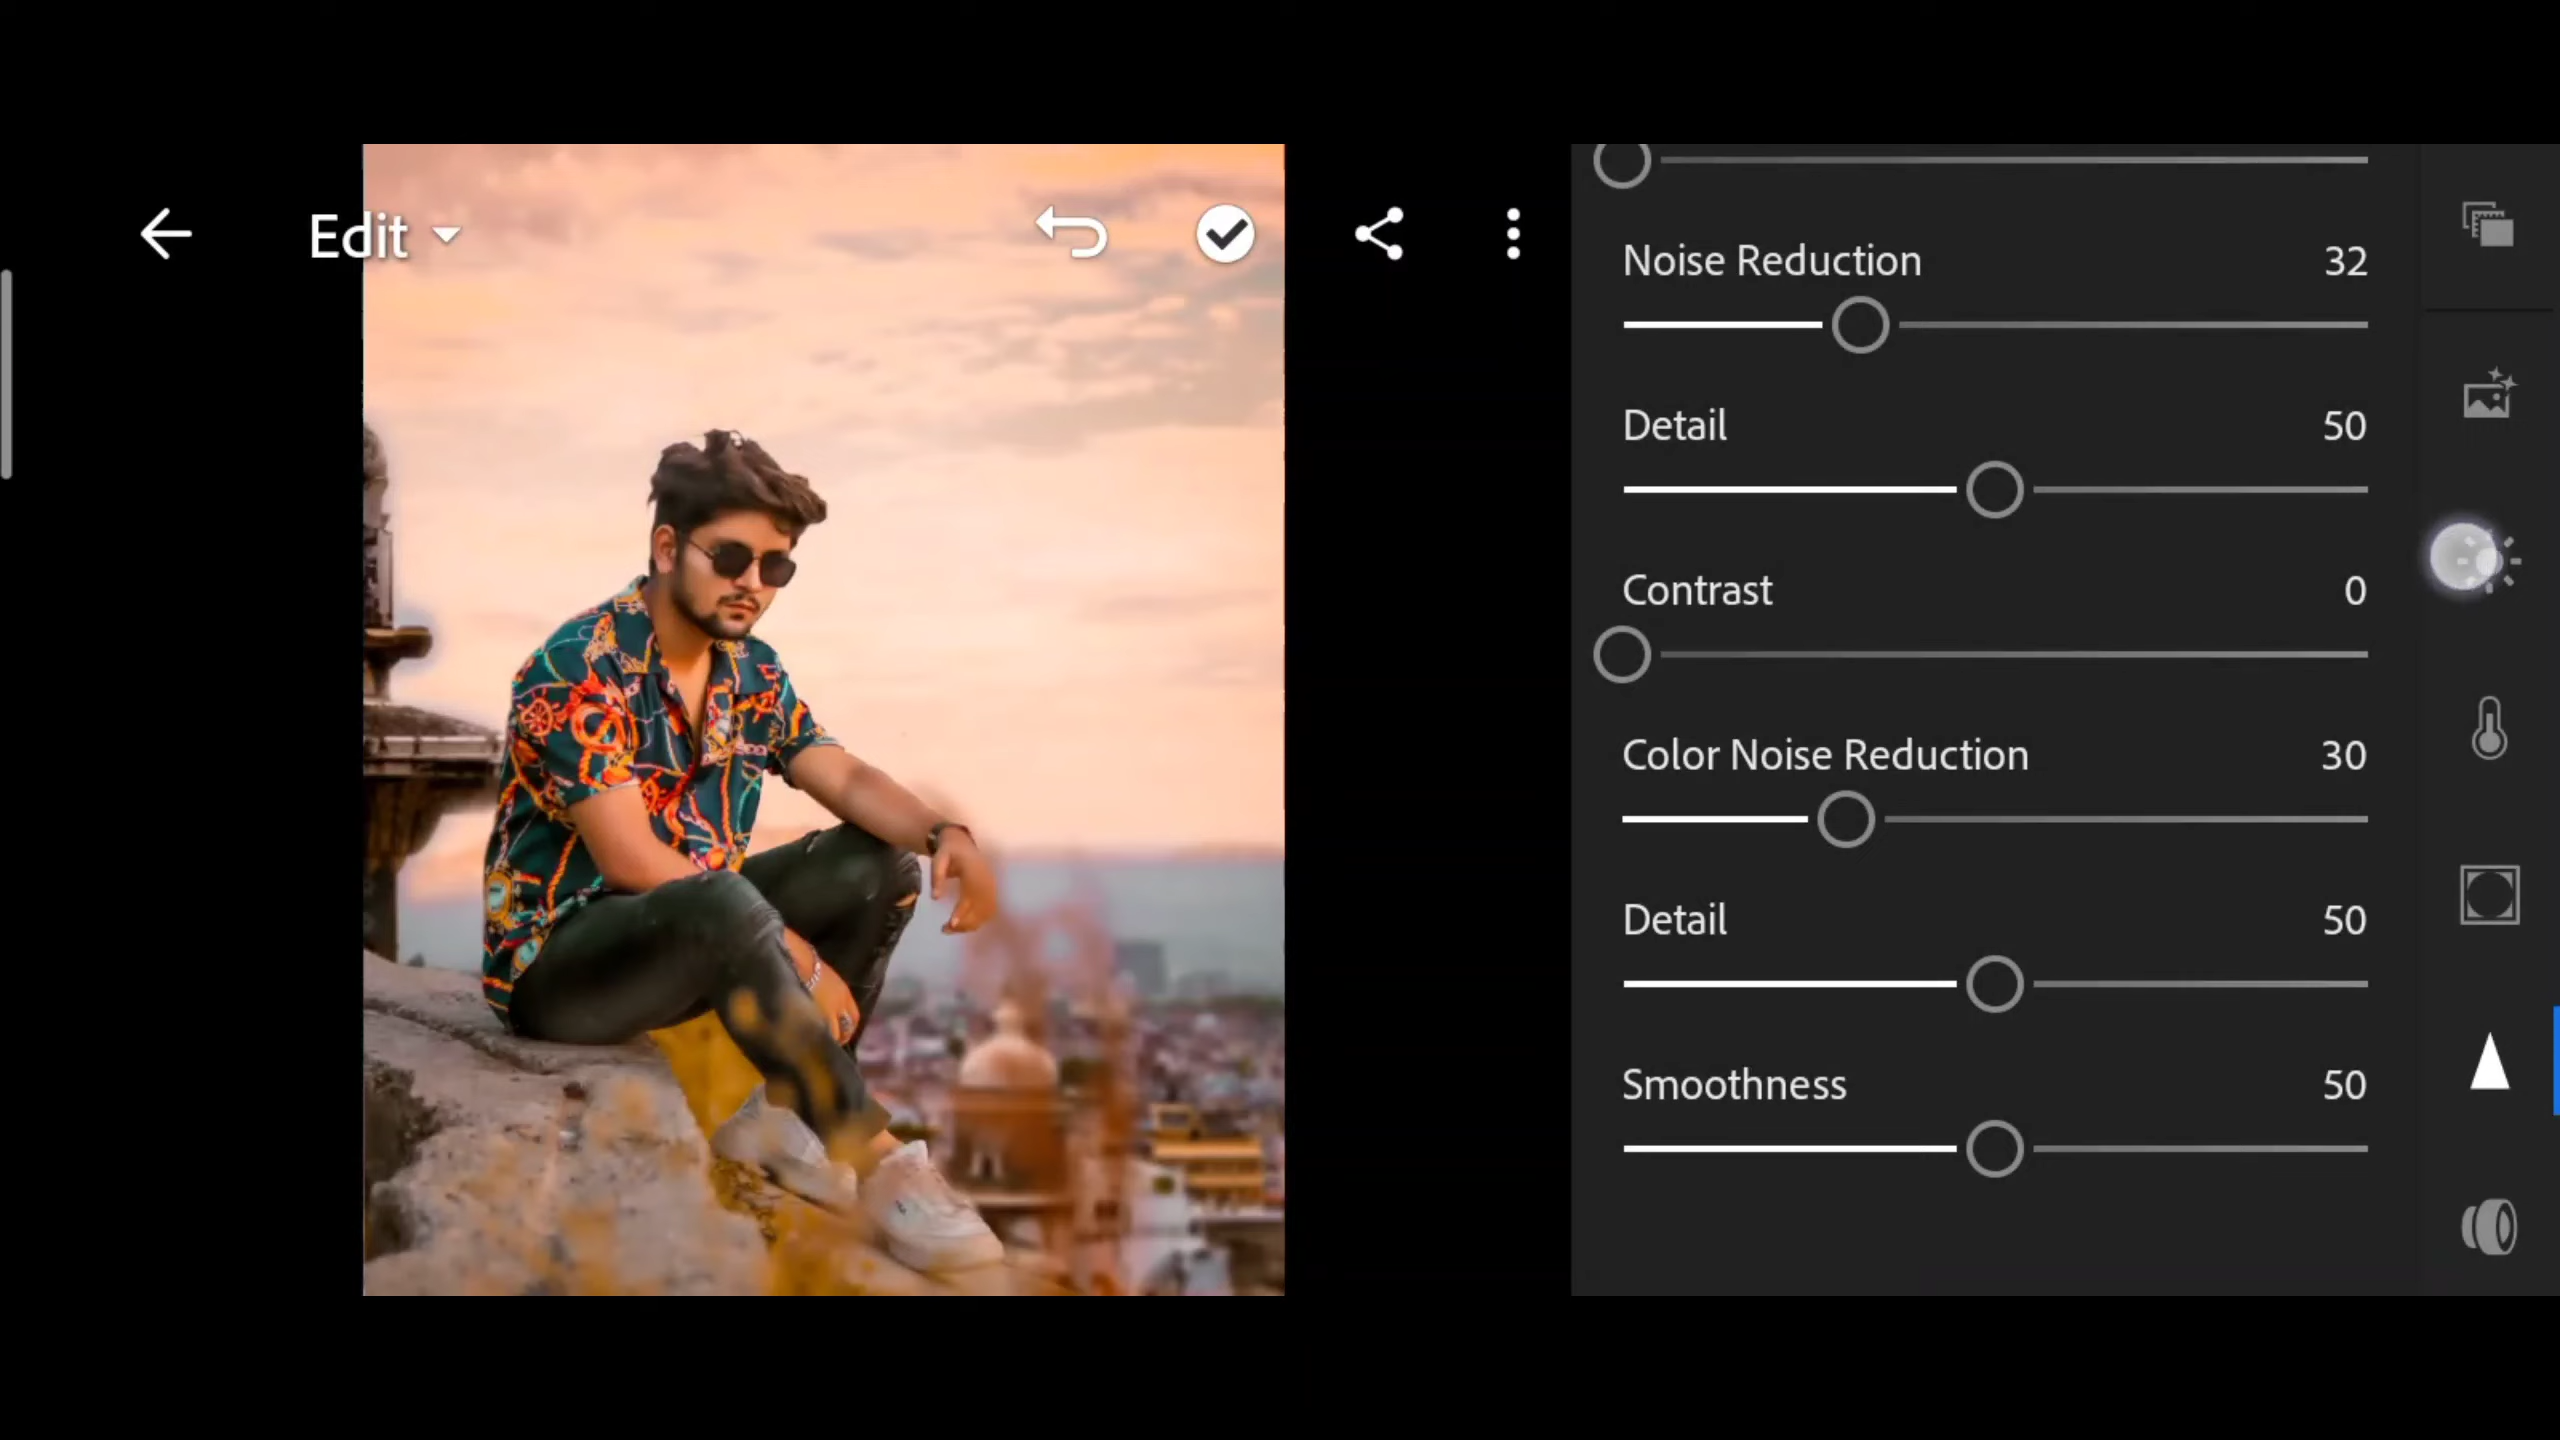 Edit
Noise Reduction 32
Detail 50
Contrast 0
Color Noise Reduction 30
Detail 50
Smoothness 50